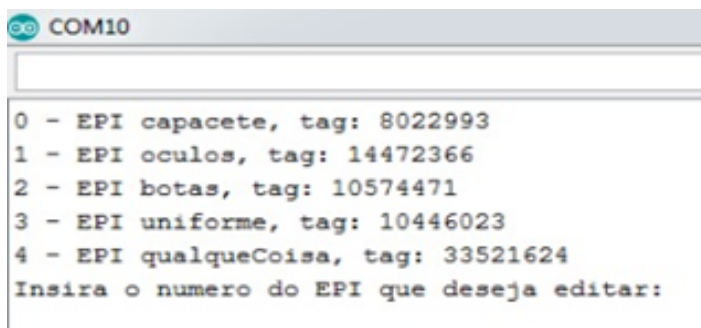 COM10
0 - EPI capacete, tag: 8022993
1 - EPI oculos, tag: 14472366
2 - EPI botas, tag: 10574471
3 - EPI uniforme, tag: 10446023
4 - EPI qualqueCoisa, tag: 33521624
Insira o numero do EPI que deseja editar: